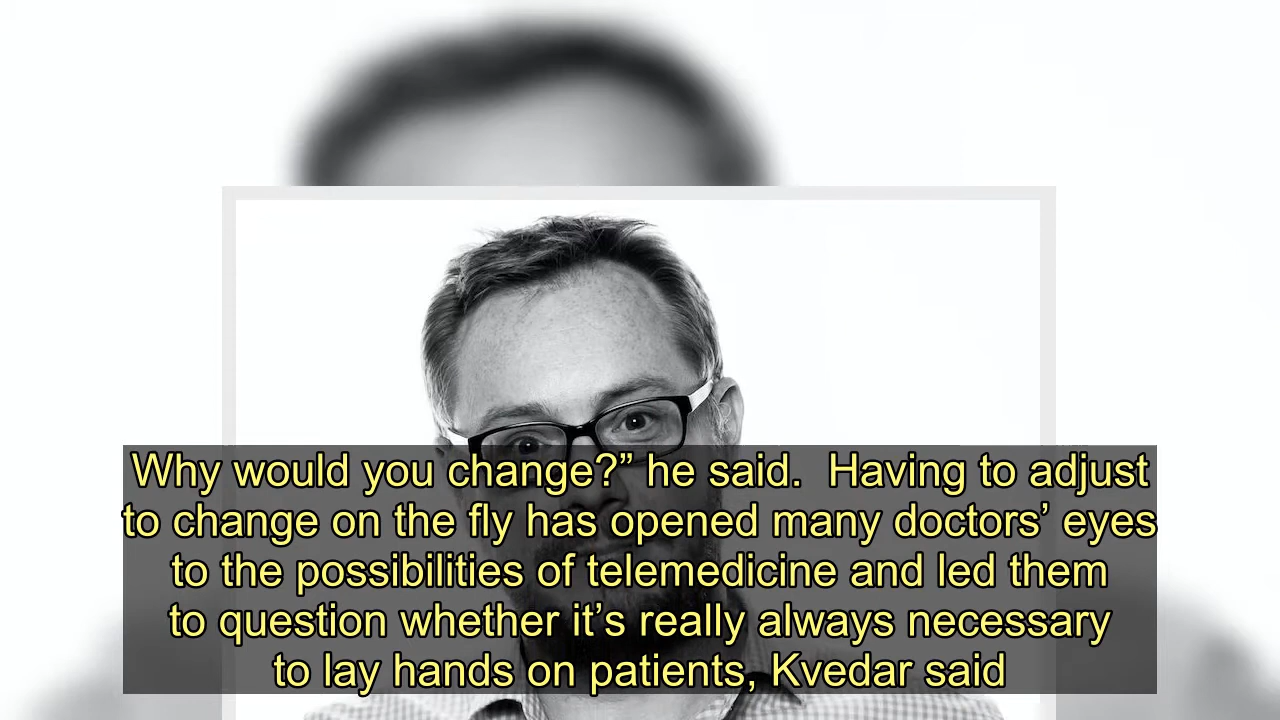 Why would you change?” he said.  Having to adjust
to change on the fly has opened many doctors’ eyes
to the possibilities of telemedicine and led them
to question whether it’s really always necessary
to lay hands on patients, Kvedar said